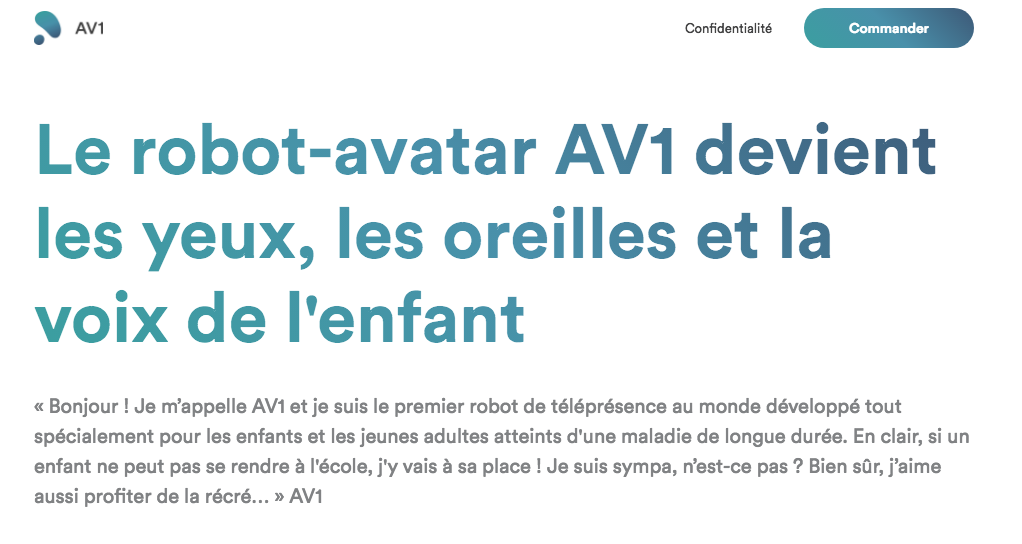 AV1
Confidentialité
Commander
Le robot-avatar AV1 devient
les yeux, les oreilles et la
voix de l'enfant
« Bonjour ! Je m’appelle AV1 et je suis le premier robot de téléprésence au monde développé tout
spécialement pour les enfants et les jeunes adultes atteints d'une maladie de longue durée. En clair, si un
enfant ne peut pas se rendre à l'école, j'y vais à sa place ! Je suis sympa, n’est-ce pas ? Bien sûr, j’aime
aussi profiter de la récré… » AV1